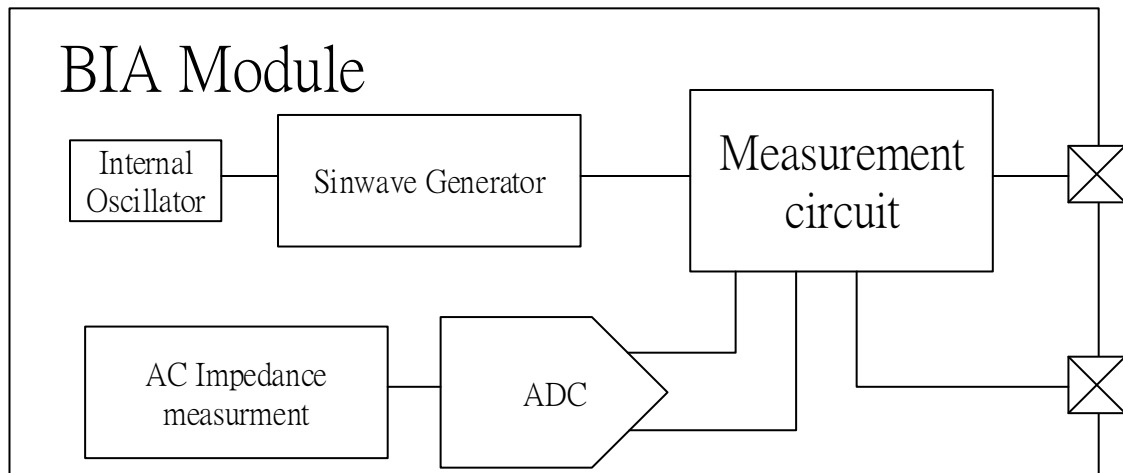 BIA Module
Internal
Oscillator
Sinwave Generator
Measurement
circuit
AC Impedance
measurment
ADC